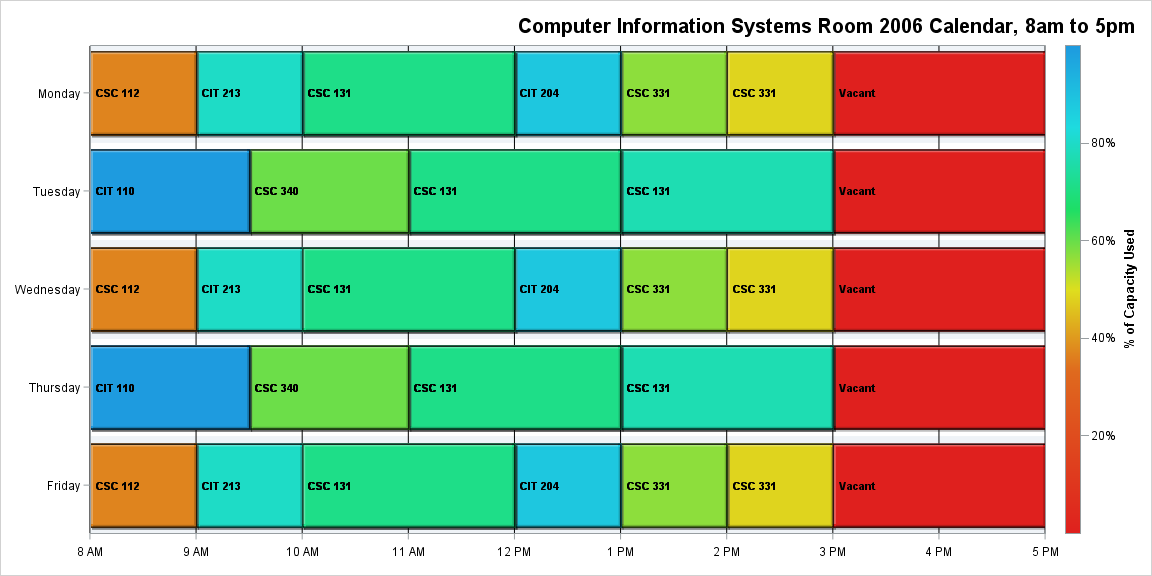 Computer Information Systems Room 2006 Calendar, 8am to 5pm
Monday
CSC 112
CIT 213
CSC 131
CIT 204
CSC 331
CSC 331
Vacant
Tuesday
CIT 110
CSC 340
CSC 131
CSC 131
Vacant
Wednesday
CSC 112
CIT 213
CSC 131
CIT 204
CSC 331
CSC 331
Vacant
Thursday
CIT 110
CSC 340
CSC 131
CSC 131
Vacant
Friday
CSC 112
CIT 213
CSC 131
CIT 204
CSC 331
CSC 331
Vacant
8 AM
9 AM
10 AM
11 AM
12 PM
1 PM
2 PM
3 PM
4 PM
5 PM
80%
60%
40%
20%
% of Capacity Used